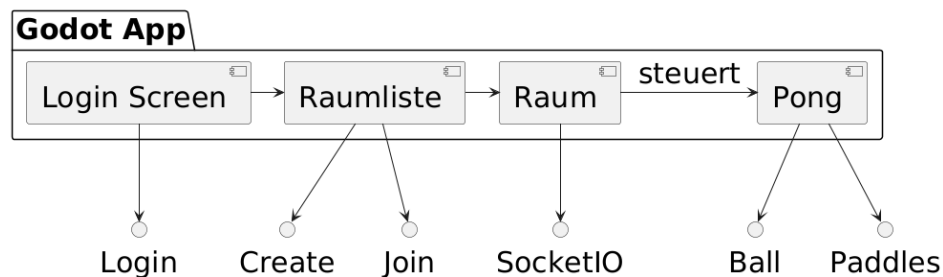 Godot App
steuert
Login Screen
Raumliste
Raum
Pong
Login
Create
Join
SocketIO
Ball
Paddles